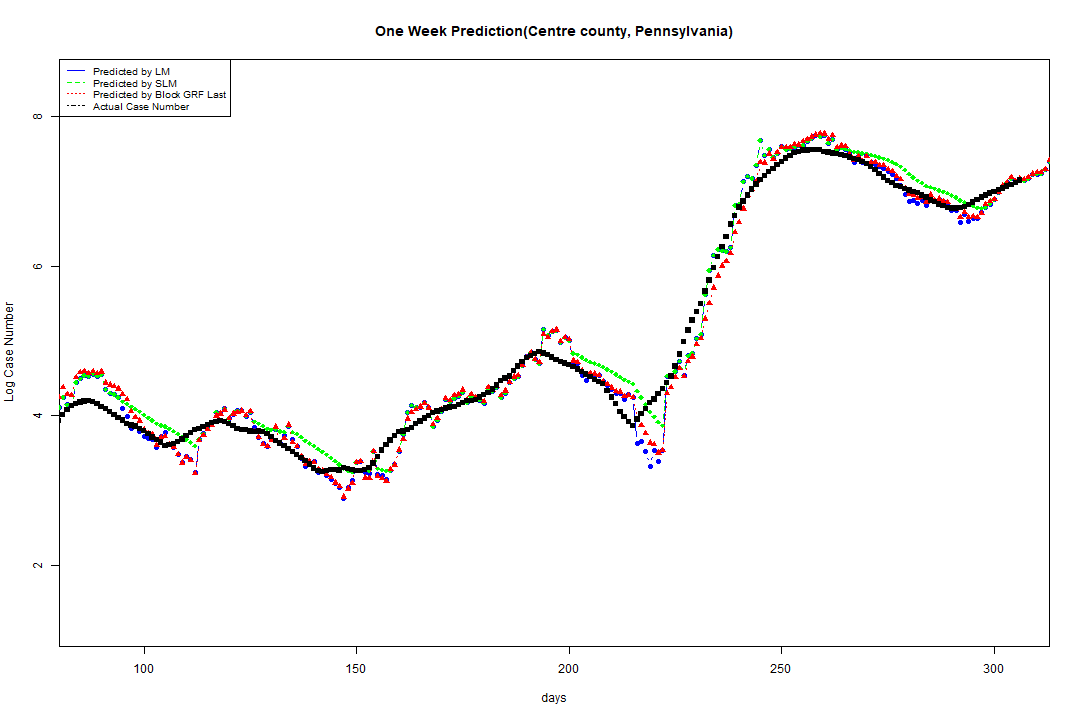 One Week Prediction(Centre county, Pennsylvania)
Predicted by LM
Predicted by SLM
Predicted by Block GRF Last
Actual Case Number
8
6
4
2
Log Case Number
100 150 200 250 300
days